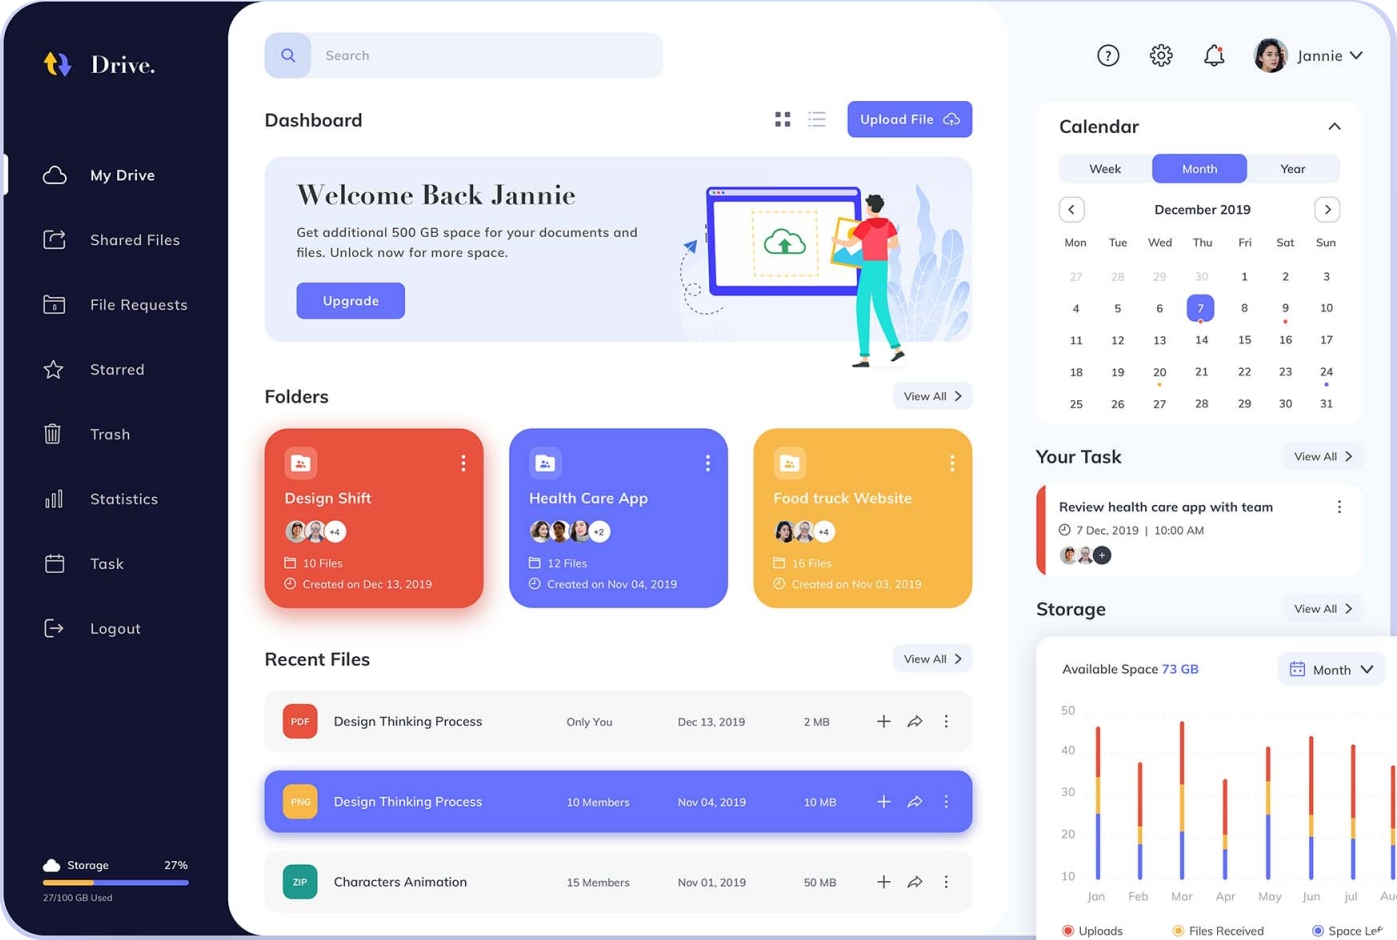 Drive.
My Drive
Shared Files
File Requests
Starred
Trash
Statistics
Task
Logout
Storage 27%
27/100 GB Used
Search
Dashboard
Upload File
Welcome Back Jannie
Get additional 500 GB space for your documents and
files. Unlock now for more space.
Upgrade
Folders
View All
Design Shift
+4
10 Files
Created on Dec 13, 2019
Health Care App
+2
12 Files
Created on Nov 04, 2019
Food truck Website
+4
16 Files
Created on Nov 03, 2019
Recent Files
View All
PDF Design Thinking Process Only You Dec 13, 2019 2 MB
PNG Design Thinking Process 10 Members Nov 04, 2019 10 MB
ZIP Characters Animation 15 Members Nov 01, 2019 50 MB
?
Jannie
Calendar
Week Month Year
December 2019
Mon Tue Wed Thu Fri Sat Sun
27 28 29 30 1 2 3
4 5 6 7 8 9 10
11 12 13 14 15 16 17
18 19 20 21 22 23 24
25 26 27 28 29 30 31
Your Task
View All
Review health care app with team
7 Dec, 2019 | 10:00 AM
+
Storage
View All
Available Space 73 GB
Month
50
40
30
20
10
Jan Feb Mar Apr May Jun jul
Uploads Files Received Space